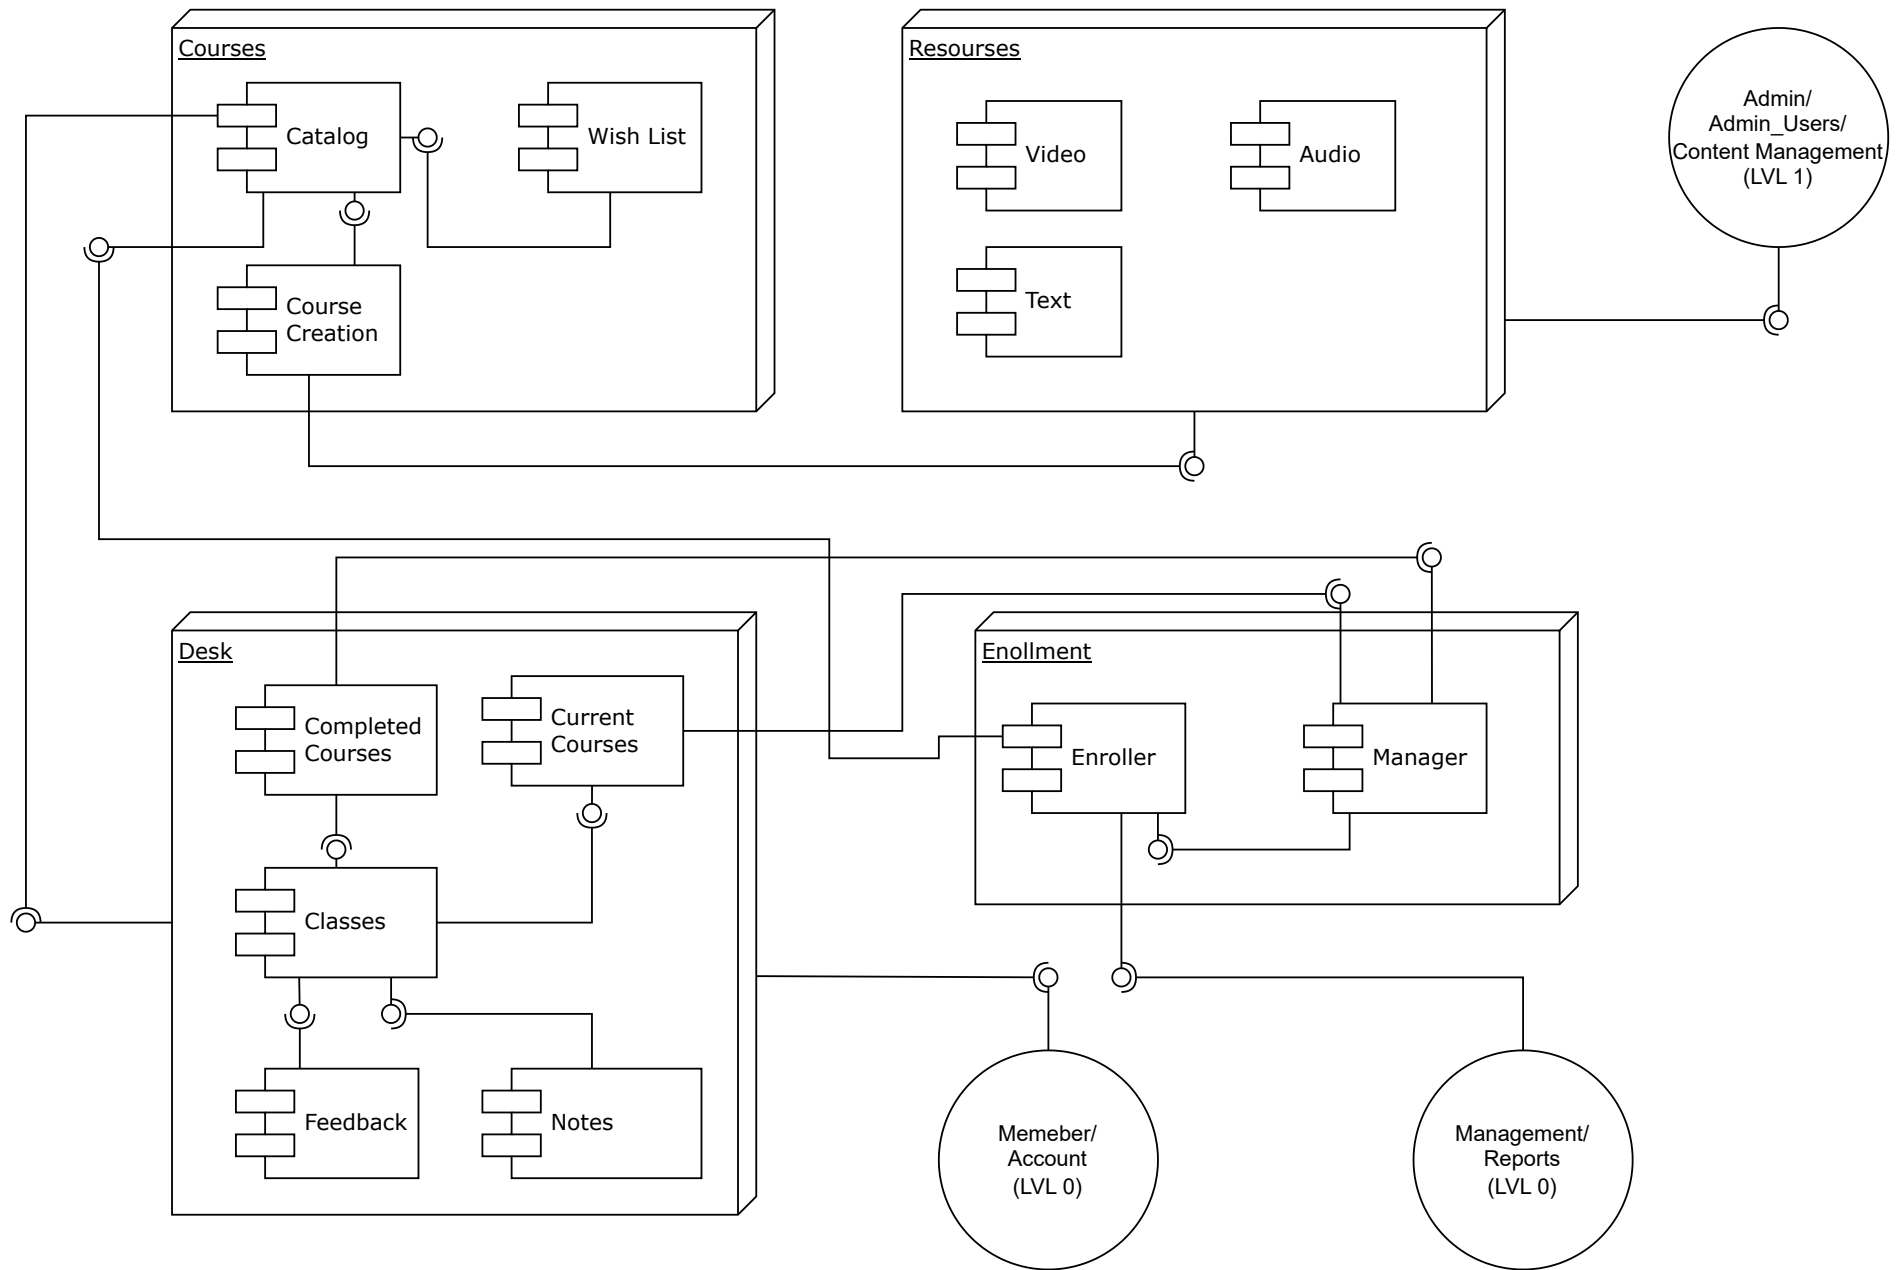 Courses
Catalog
Wish List
Course
Creation
Resourses
Video
Audio
Text
Admin/
Admin_Users/
Content Management
(LVL 1)
Desk
Completed
Courses
Current
Courses
Classes
Feedback
Notes
Enollment
Enroller
Manager
Memeber/
Account
(LVL 0)
Management/
Reports
(LVL 0)